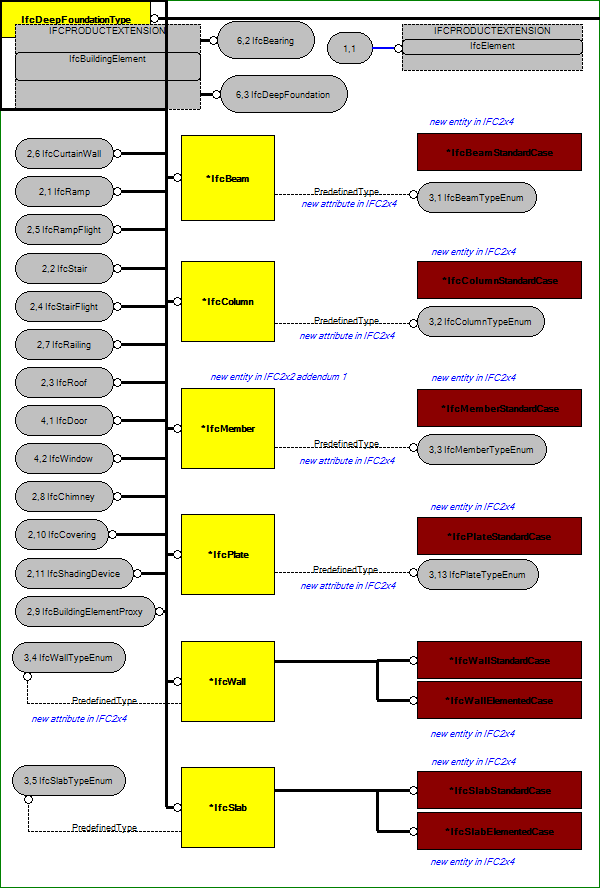 IfcDeepFoundationType
IFCPRODUCTEXTENSION
IfcBuildingElement
6,2 IfcBearing
6,3 IfcDeepFoundation
1,1
IFCPRODUCTEXTENSION
IfcElement
new entity in IFC2x4
*IfcBeamStandardCase
2,6 IfcCurtainWall
*IfcBeam
PredefinedType
new attribute in IFC2x4
3,1 IfcBeamTypeEnum
2,1 IfcRamp
2,5 IfcRampFlight
new entity in IFC2x4
2,2 IfcStair
*IfcColumnStandardCase
*IfcColumn
2,4 IfcStairFlight
PredefinedType
new attribute in IFC2x4
3,2 IfcColumnTypeEnum
2,7 IfcRailing
new entity in IFC2x2 addendum 1
new entity in IFC2x4
2,3 IfcRoof
*IfcMemberStandardCase
4,1 IfcDoor
*IfcMember
PredefinedType
new attribute in IFC2x4
3,3 IfcMemberTypeEnum
4,2 IfcWindow
2,8 IfcChimney
new entity in IFC2x4
2,10 IfcCovering
*IfcPlateStandardCase
*IfcPlate
2,11 IfcShadingDevice
PredefinedType
new attribute in IFC2x4
3,13 IfcPlateTypeEnum
2,9 IfcBuildingElementProxy
3,4 IfcWallTypeEnum
*IfcWallStandardCase
*IfcWall
PredefinedType
new attribute in IFC2x4
*IfcWallElementedCase
new entity in IFC2x4
new entity in IFC2x4
3,5 IfcSlabTypeEnum
*IfcSlabStandardCase
*IfcSlab
PredefinedType
*IfcSlabElementedCase
new entity in IFC2x4